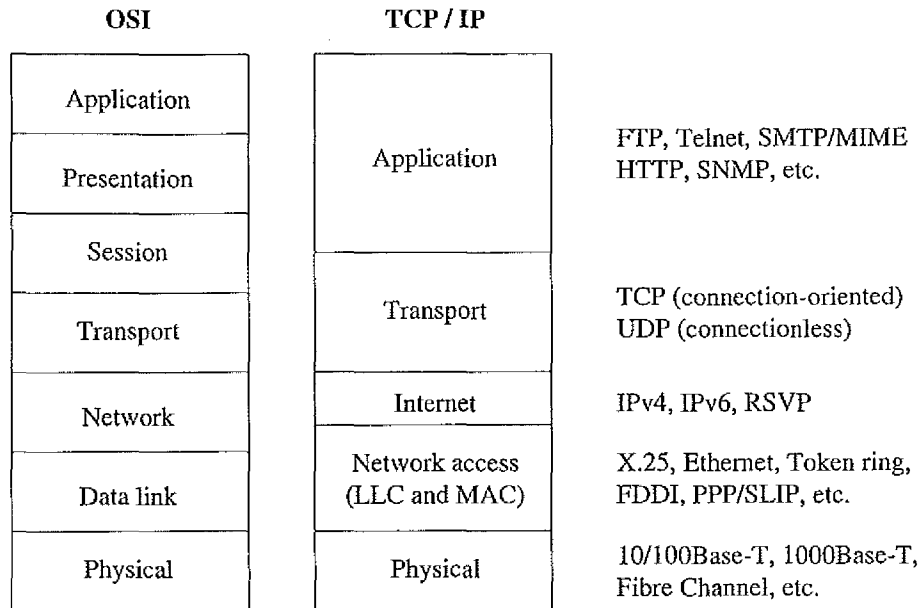 OSI
TCP / IP
Application
Presentation
Session
Transport
Network
Data link
Physical
Application
Transport
Internet
Network access
(LLC and MAC)
Physical
FTP, Telnet, SMTP/MIME
HTTP, SNMP, etc.
TCP (connection-oriented)
UDP (connectionless)
IPv4, IPv6, RSVP
X.25, Ethernet, Token ring,
FDDI, PPP/SLIP, etc.
10/100Base-T, 1000Base-T,
Fibre Channel, etc.